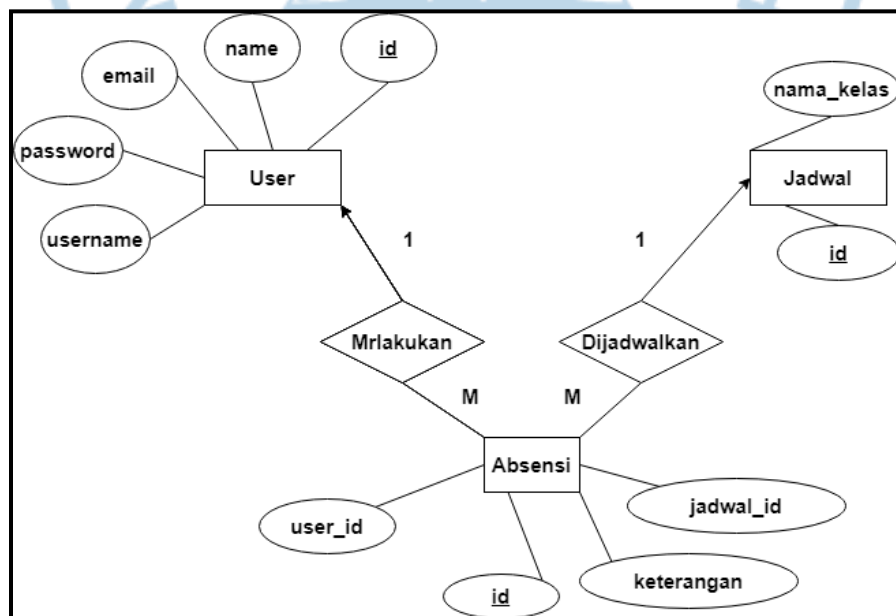 name
id
email
nama_kelas
password
User
Jadwal
username
1
1
id
Mrlakukan
Dijadwalkan
M
M
Absensi
jadwal_id
user_id
keterangan
id